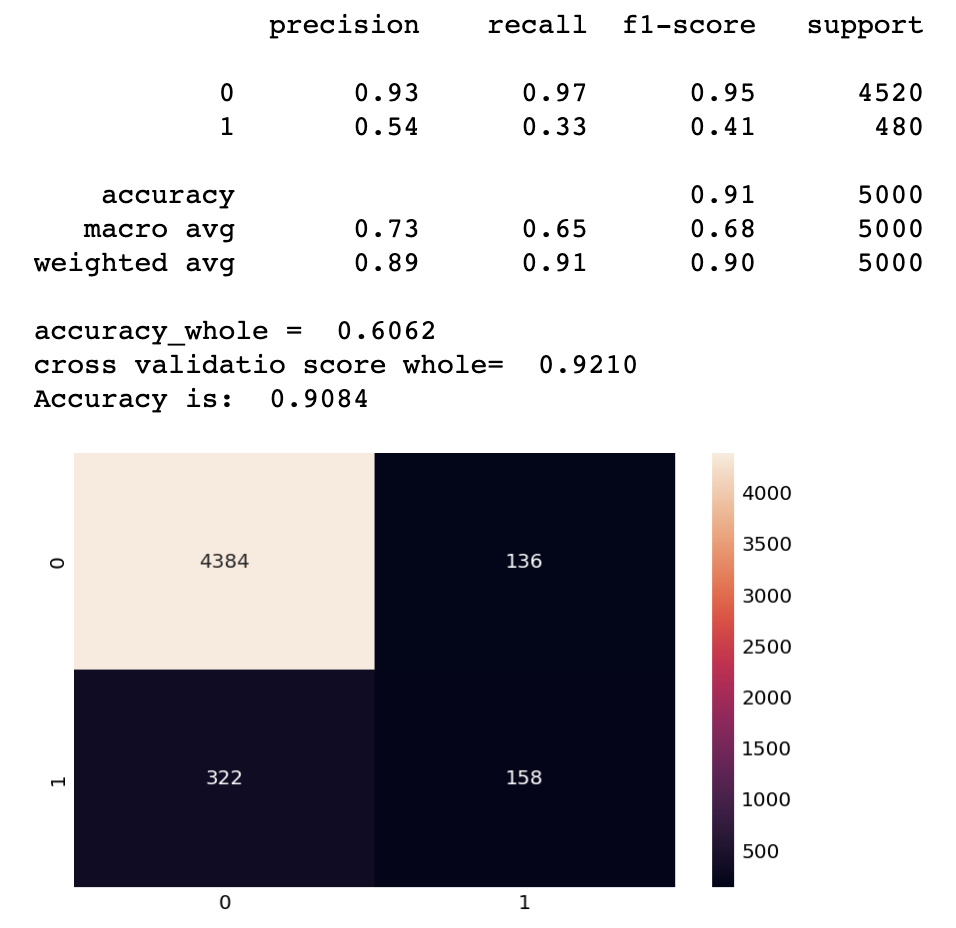 precision recall f1-score support
0 0.93 0.97 0.95 4520
1 0.54 0.33 0.41 480
accuracy 0.91 5000
macro avg 0.73 0.65 0.68 5000
weighted avg 0.89 0.91 0.90 5000
accuracy_whole = 0.6062
cross validatio score whole= 0.9210
Accuracy is: 0.9084
4000
0 4384 136 3500
3000
2500
2000
1500
1 322 158 1000
500
0 1